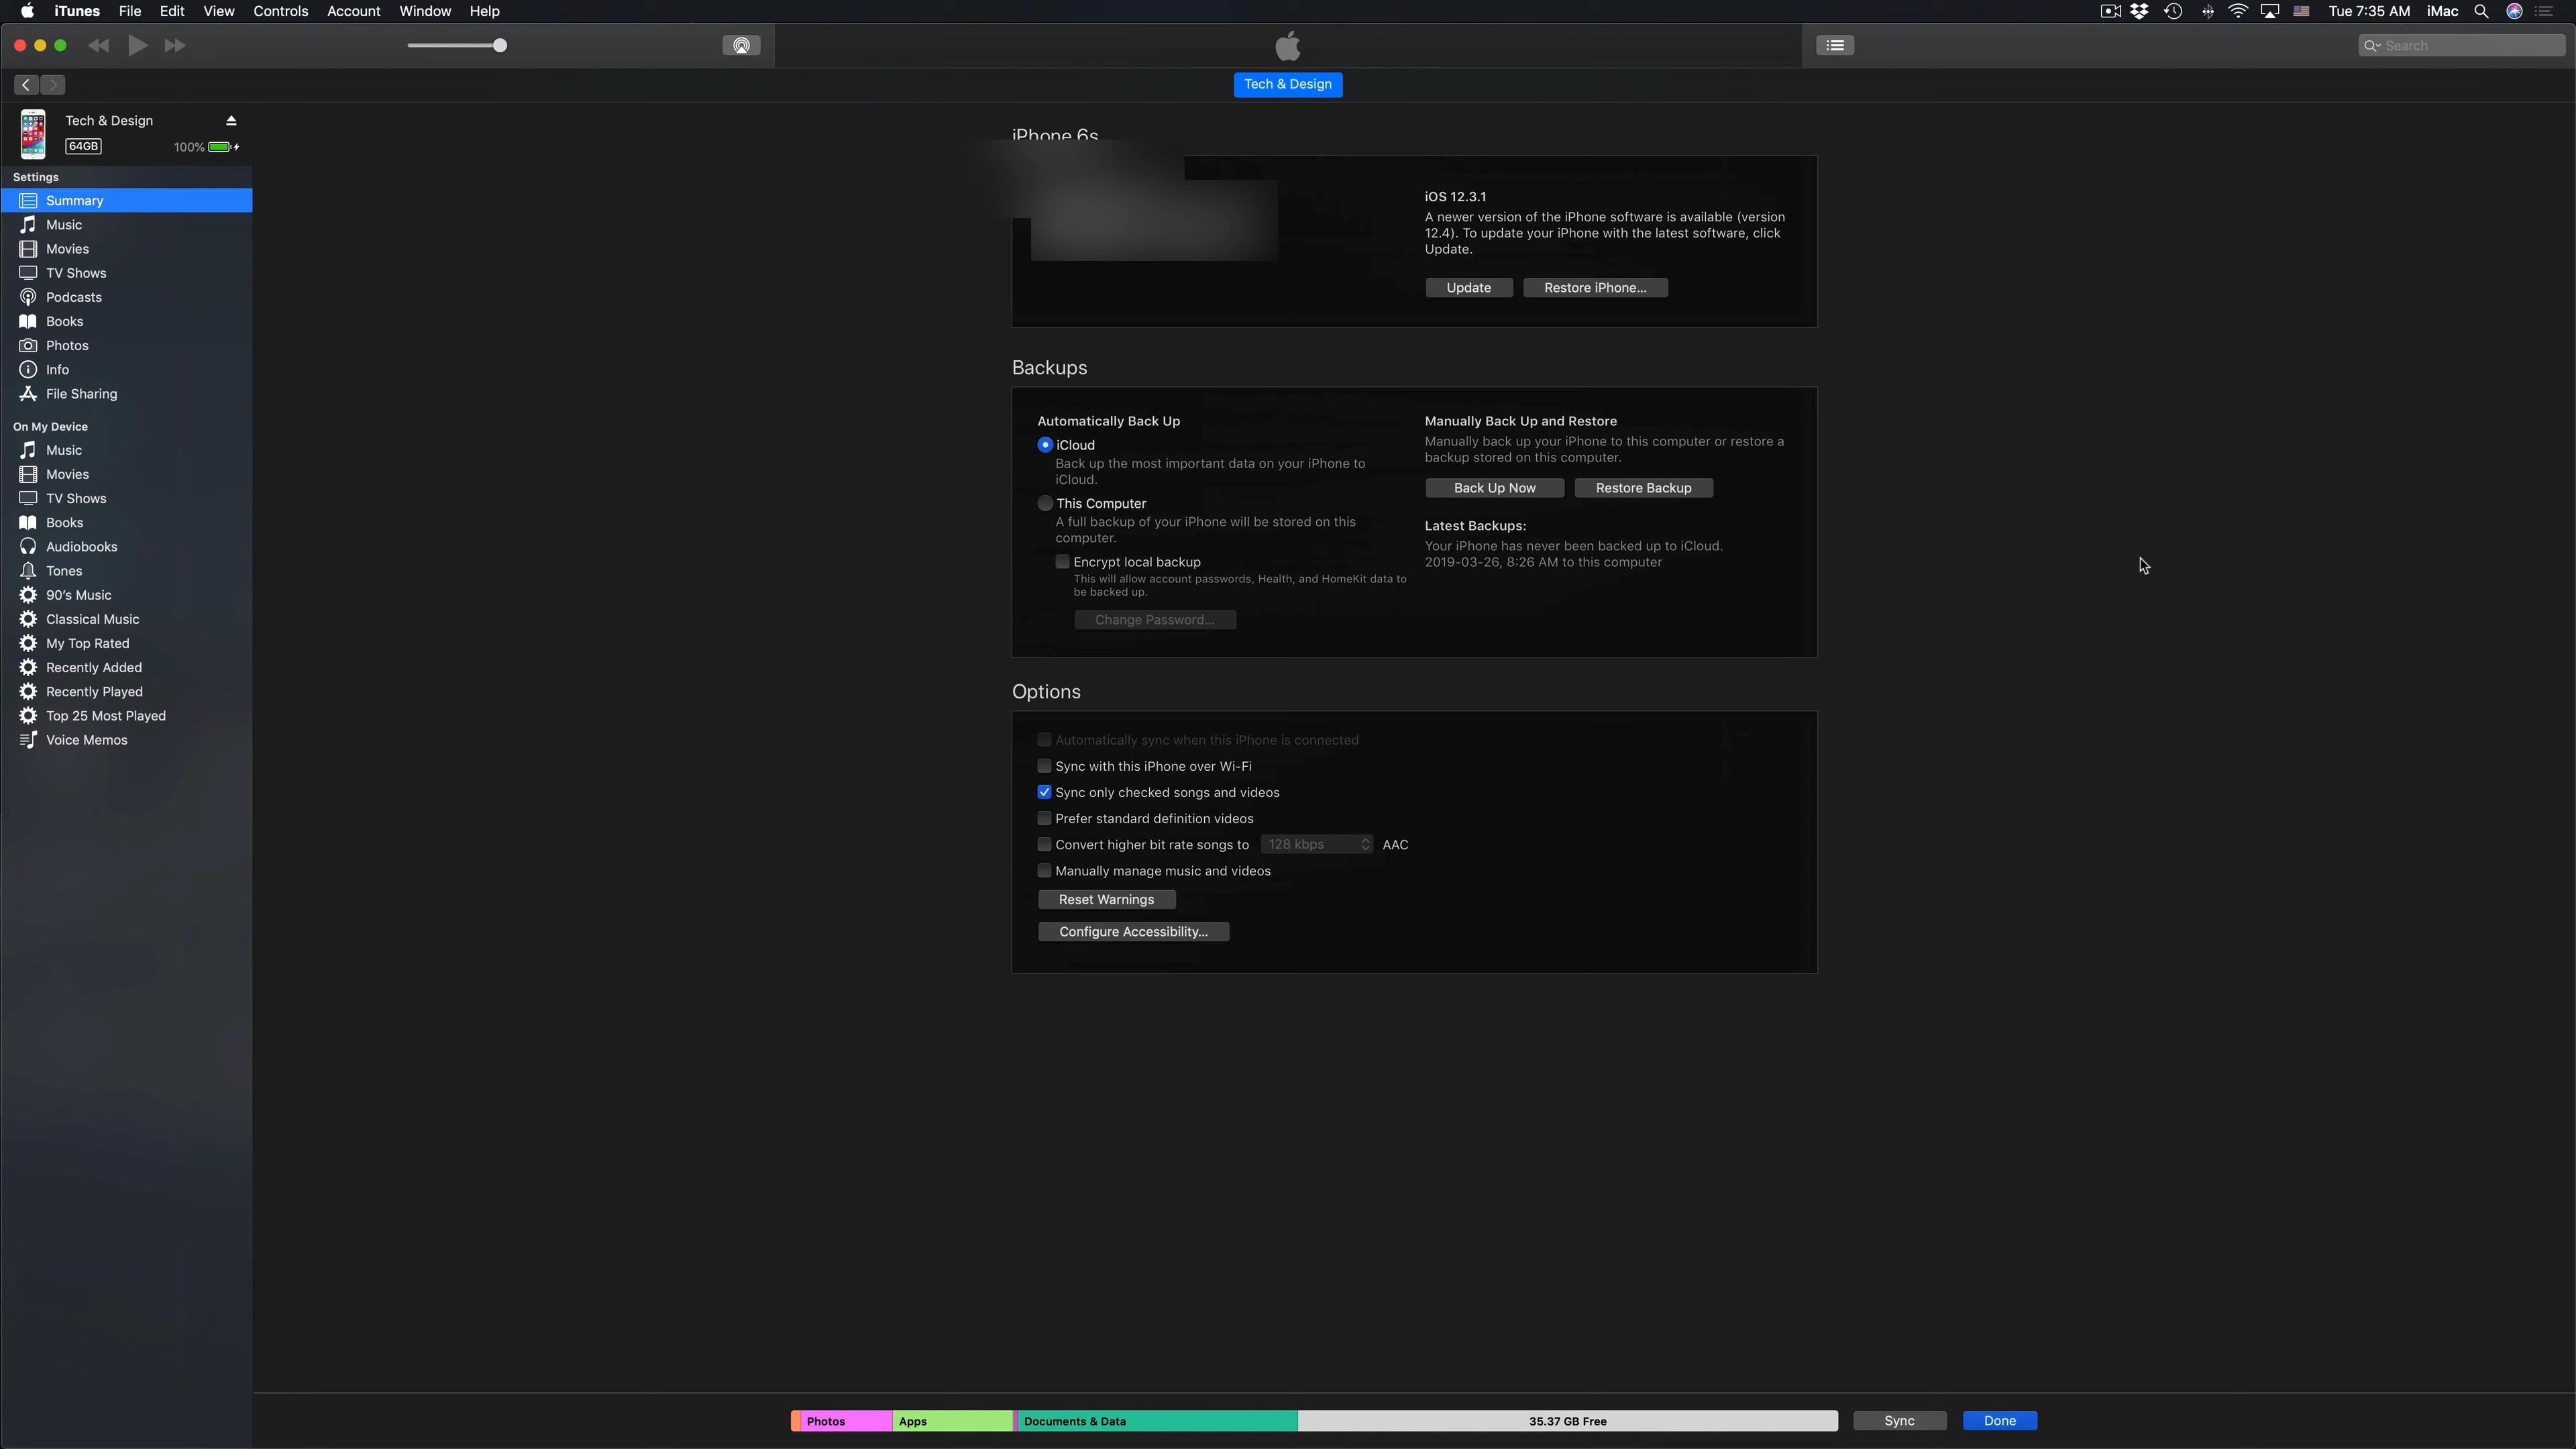 iTunes File Edit View Controls Account Window Help Tue 7:35 AM iMac
Search
Tech & Design
Tech & Design
64GB 100%
Settings
Summary
Music
Movies
TV Shows
Podcasts
Books
Photos
Info
File Sharing
On My Device
Music
Movies
TV Shows
Books
Audiobooks
Tones
90's Music
Classical Music
My Top Rated
Recently Added
Recently Played
Top 25 Most Played
Voice Memos
iPhone 6s
iOS 12.3.1
A newer version of the iPhone software is available (version
12.4). To update your iPhone with the latest software, click
Update.
Update Restore iPhone...
Backups
Automatically Back Up
iCloud
Back up the most important data on your iPhone to
iCloud.
This Computer
A full backup of your iPhone will be stored on this
computer.
Encrypt local backup
This will allow account passwords, Health, and HomeKit data to
be backed up.
Change Password...
Manually Back Up and Restore
Manually back up your iPhone to this computer or restore a
backup stored on this computer.
Back Up Now Restore Backup
Latest Backups:
Your iPhone has never been backed up to iCloud.
2019-03-26, 8:26 AM to this computer
Options
Automatically sync when this iPhone is connected
Sync with this iPhone over Wi-Fi
Sync only checked songs and videos
Prefer standard definition videos
Convert higher bit rate songs to 128 kbps AAC
Manually manage music and videos
Reset Warnings
Configure Accessibility...
Photos Apps Documents & Data 35.37 GB Free Sync Done